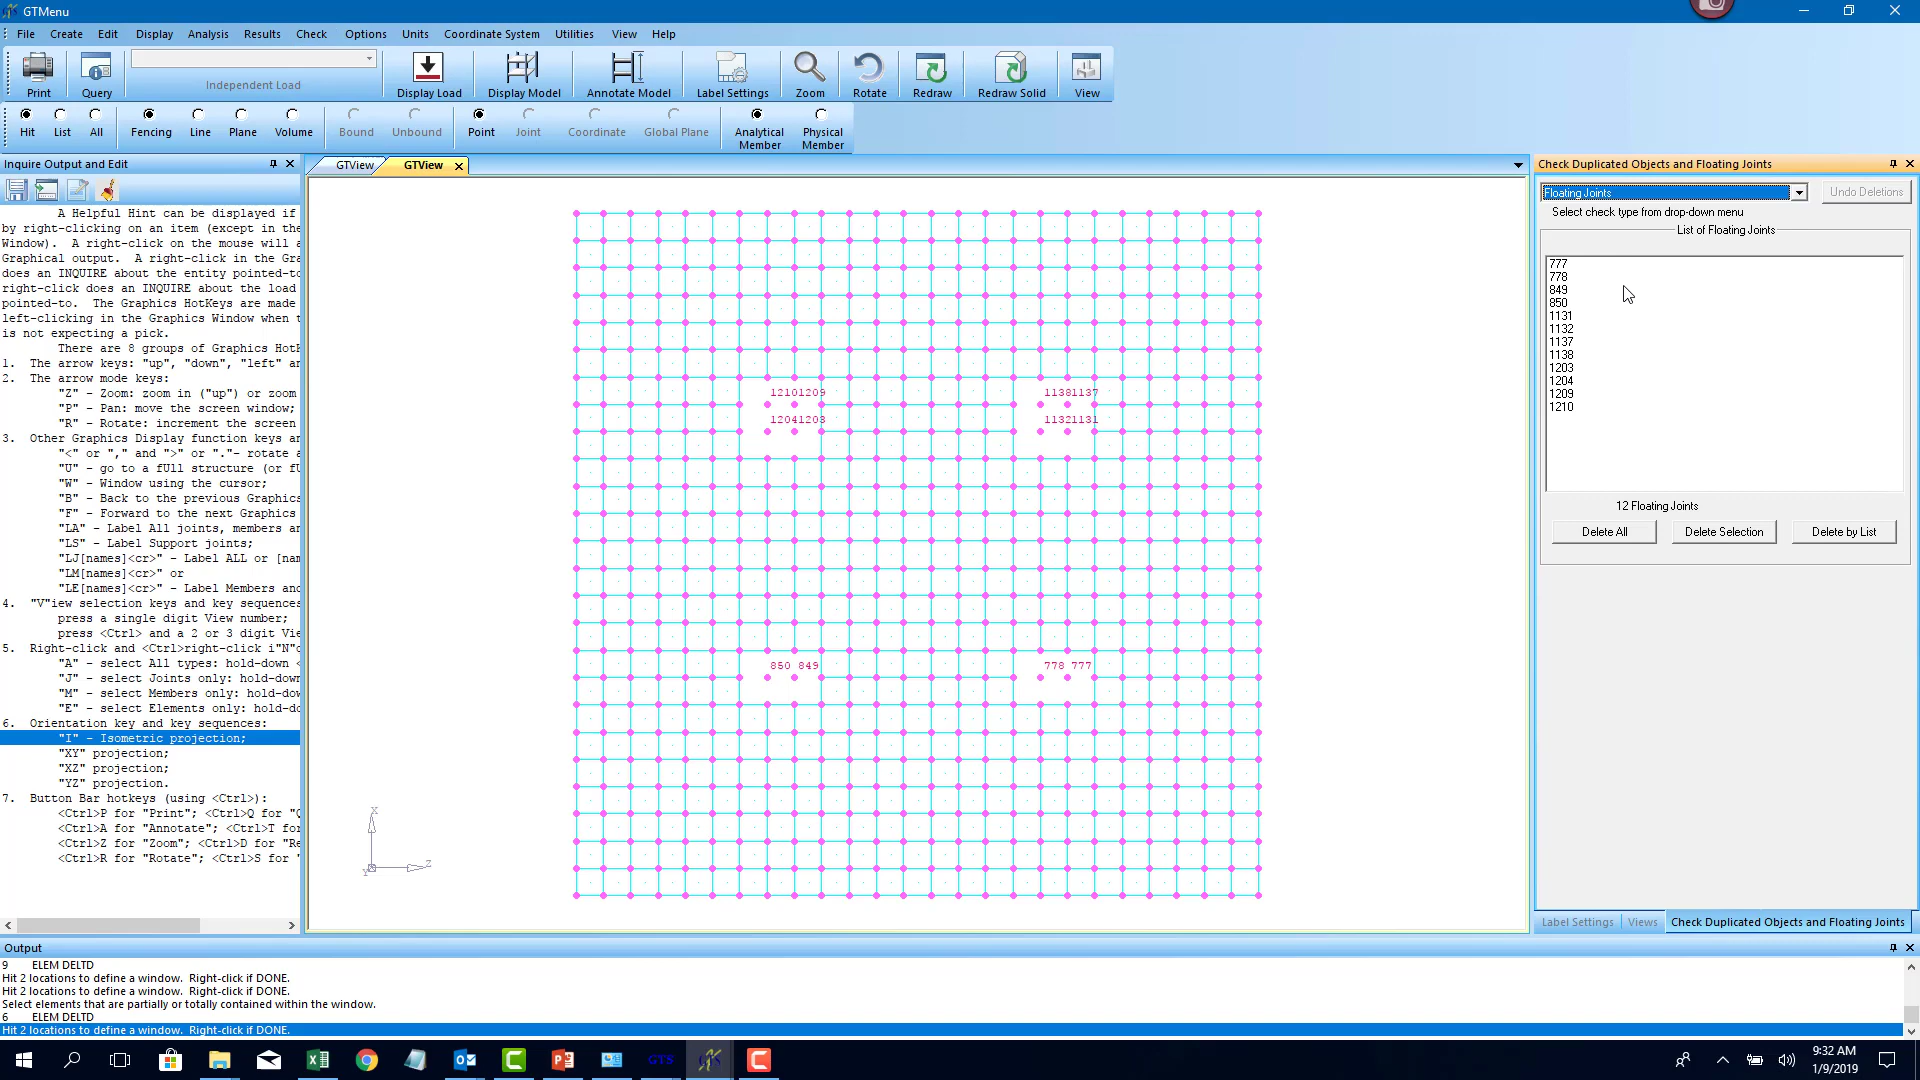 GTMenu
File Create Edit Display Analysis Results Check Options Units Coordinate System Utilities View Help
Print Query Independent Load Display Load Display Model Annotate Model Label Settings Zoom Rotate Redraw Redraw Solid View
Hit List All Fencing Line Plane Volume Bound Unbound Point Joint Coordinate Global Plane Analytical Member Physical Member
Inquire Output and Edit
A Helpful Hint can be displayed if
by right-clicking on an item (except in the
Window). A right-click on the mouse will a
Graphical output. A right-click in the Gra
does an INQUIRE about the entity pointed-to
right-click does an INQUIRE about the load
pointed-to. The Graphics HotKeys are made
left-clicking in the Graphics Window when t
is not expecting a pick.
There are 8 groups of Graphics HotK
1. The arrow keys: "up", "down", "left" an
2. The arrow mode keys:
"Z" - Zoom: zoom in ("up") or zoom
"P" - Pan: move the screen window;
"R" - Rotate: increment the screen
3. Other Graphics Display function keys an
"<" or "," and ">" or "."- rotate a
"U" - go to a fUll structure (or fU
"W" - Window using the cursor;
"B" - Back to the previous Graphics
"F" - Forward to the next Graphics
"LA" - Label All joints, members an
"LS" - Label Support joints;
"LJ[names]<cr>" - Label ALL or [nam
"LM[names]<cr>" or
"LE[names]<cr>" - Label Members and
4. "V"iew selection keys and key sequences
press a single digit View number;
press <Ctrl> and a 2 or 3 digit Vie
5. Right-click and <Ctrl>right-click i"N"q
"A" - select All types: hold-down <
"J" - select Joints only: hold-down
"M" - select Members only: hold-dow
"E" - select Elements only: hold-do
6. Orientation key and key sequences:
"I" - Isometric projection;
"XY" projection;
"XZ" projection;
"YZ" projection.
7. Button Bar hotkeys (using <Ctrl>):
<Ctrl>P for "Print"; <Ctrl>Q for "Q
<Ctrl>A for "Annotate"; <Ctrl>T for
<Ctrl>Z for "Zoom"; <Ctrl>D for "Re
<Ctrl>R for "Rotate"; <Ctrl>S for "
GTView GTView
12101209 11381137
12041203 11321131
850 849 778 777
X
Z
Y
Check Duplicated Objects and Floating Joints
Floating Joints Undo Deletions
Select check type from drop-down menu
List of Floating Joints
777
778
849
850
1131
1132
1137
1138
1203
1204
1209
1210
12 Floating Joints
Delete All Delete Selection Delete by List
Label Settings Views Check Duplicated Objects and Floating Joints
Output
9 ELEM DELTD
Hit 2 locations to define a window. Right-click if DONE.
Hit 2 locations to define a window. Right-click if DONE.
Select elements that are partially or totally contained within the window.
6 ELEM DELTD
Hit 2 locations to define a window. Right-click if DONE.
GTS
9:32 AM
1/9/2019